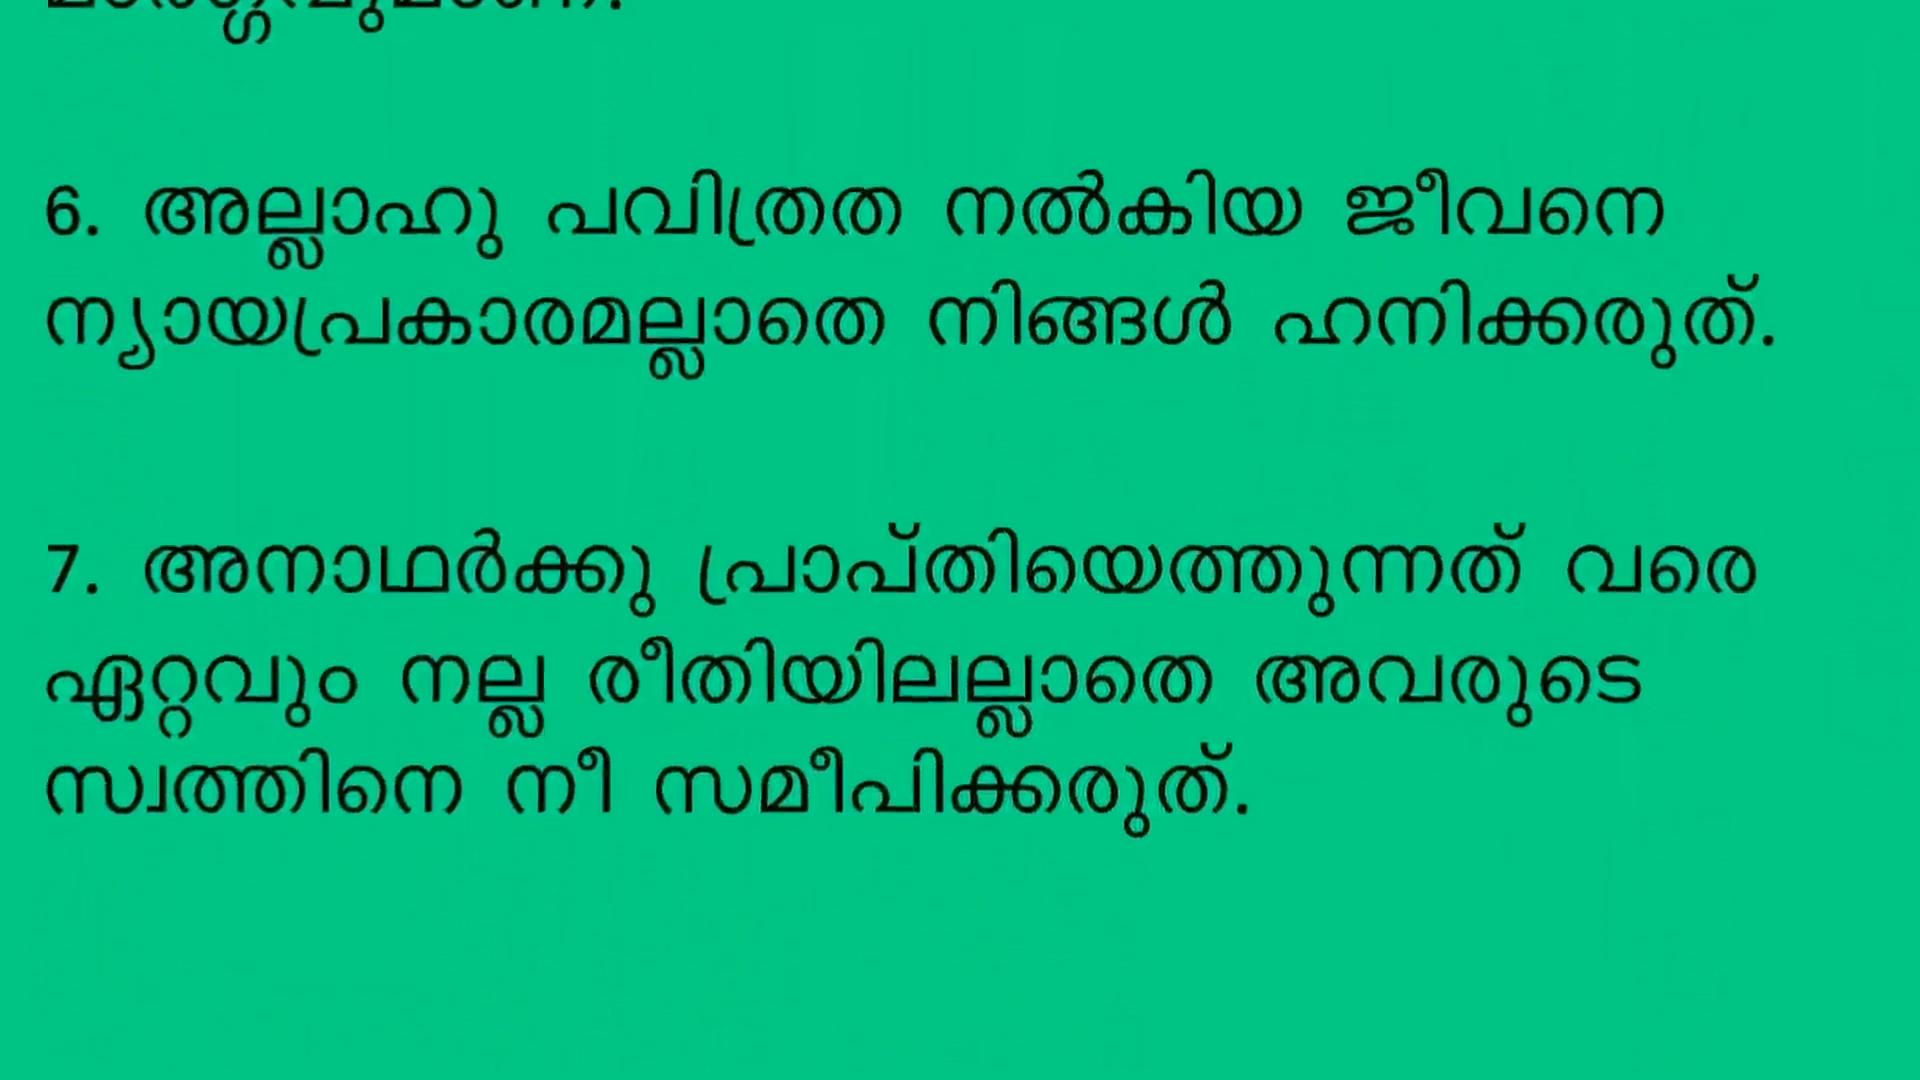 6. അല്ലാഹു പവിത്രത നൽകിയ ജീവനെ
ന്യായപ്രകാരമല്ലാതെ നിങ്ങൾ ഹനിക്കരുത്.
7. അനാഥർക്കു പ്രാപ്തിയെത്തുന്നത് വരെ
ഏറ്റവും നല്ല രീതിയിലല്ലാതെ അവരുടെ
സ്വത്തിനെ നീ സമീപിക്കരുത്.